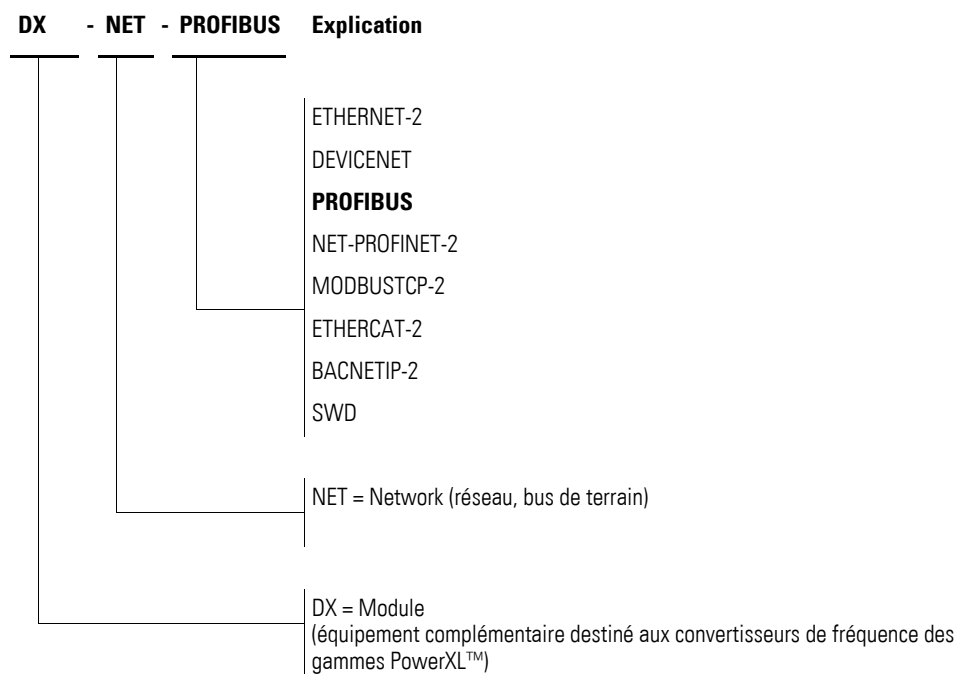 DX - NET - PROFIBUS Explication
ETHERNET-2
DEVICENET
PROFIBUS
NET-PROFINET-2
MODBUSTCP-2
ETHERCAT-2
BACNETIP-2
SWD
NET = Network (réseau, bus de terrain)
DX = Module
(équipement complémentaire destiné aux convertisseurs de fréquence des
gammes PowerXL™)